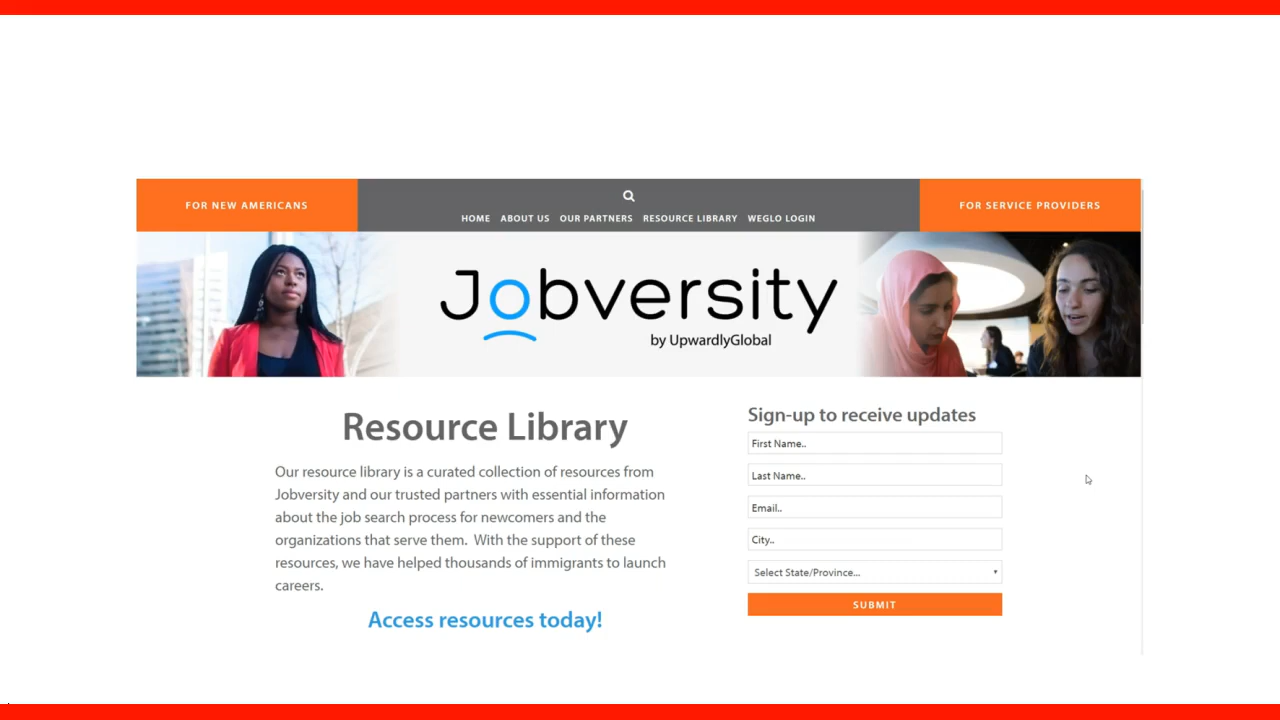 FOR NEW AMERICANS
HOME ABOUT US OUR PARTNERS RESOURCE LIBRARY WEGLO LOGIN
FOR SERVICE PROVIDERS
Jobversity
by UpwardlyGlobal
Resource Library
Our resource library is a curated collection of resources from
Jobversity and our trusted partners with essential information
about the job search process for newcomers and the
organizations that serve them. With the support of these
resources, we have helped thousands of immigrants to launch
careers.
Access resources today!
Sign-up to receive updates
First Name..
Last Name..
Email..
City..
Select State/Province...
SUBMIT